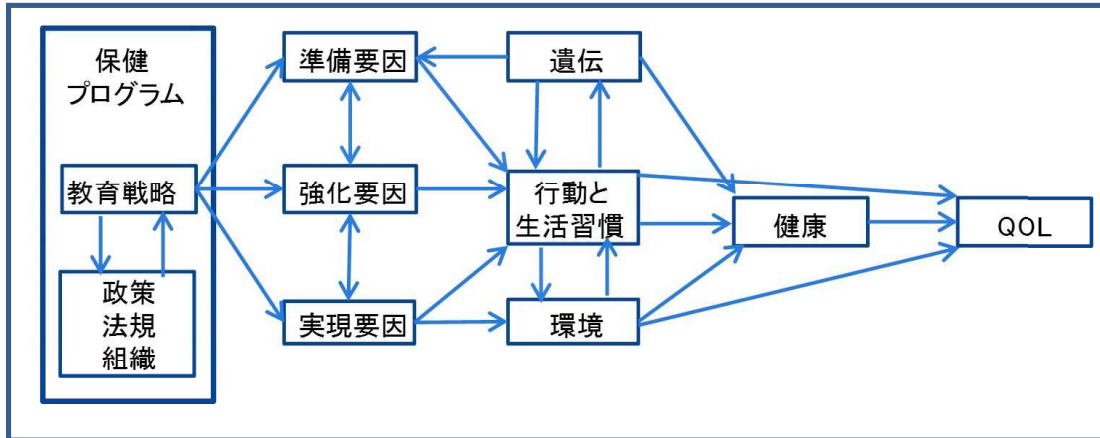 保健
プログラム
教育戦略
政策
法規
組織
準備要因
強化要因
実現要因
遺伝
行動と
生活習慣
環境
健康
QOL